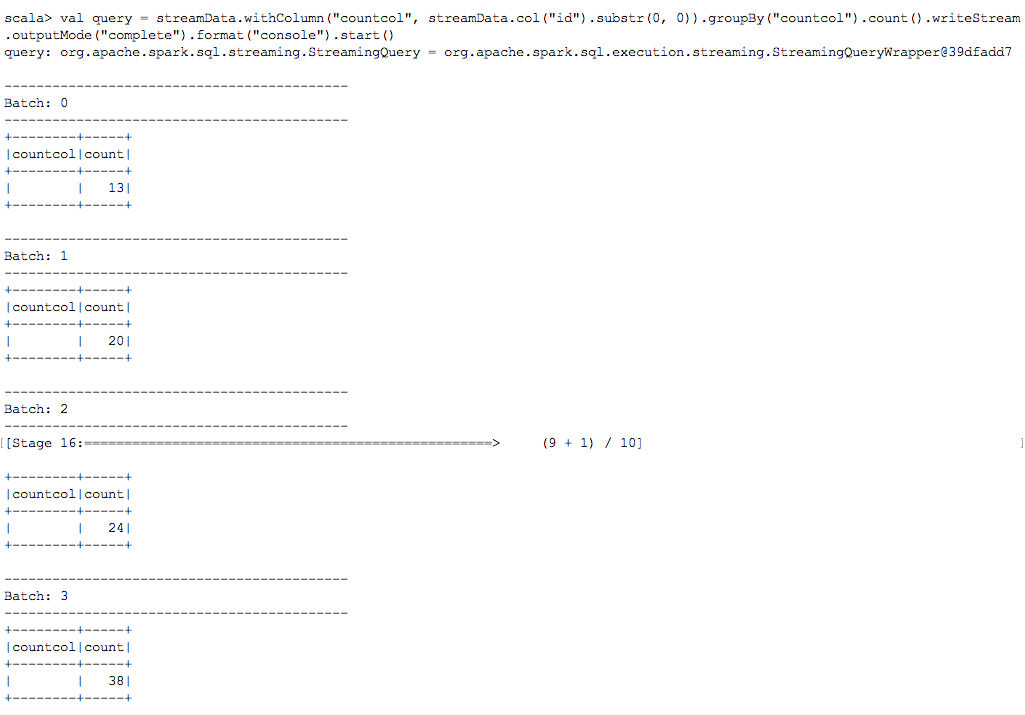 scala> val query = streamData.withColumn("countcol", streamData.col("id").substr(0, 0)).groupBy("countcol").count().writeStream
.outputMode("complete").format("console").start()
query: org.apache.spark.sql.streaming.StreamingQuery = org.apache.spark.sql.execution.streaming.StreamingQueryWrapper@39dfadd7

-------------------------------------------
Batch: 0
-------------------------------------------
+--------+-----+
|countcol|count|
+--------+-----+
|        |   13|
+--------+-----+

-------------------------------------------
Batch: 1
-------------------------------------------
+--------+-----+
|countcol|count|
+--------+-----+
|        |   20|
+--------+-----+

-------------------------------------------
Batch: 2
-------------------------------------------
[[Stage 16:===================================================>     (9 + 1) / 10]                                               ]

+--------+-----+
|countcol|count|
+--------+-----+
|        |   24|
+--------+-----+

-------------------------------------------
Batch: 3
-------------------------------------------
+--------+-----+
|countcol|count|
+--------+-----+
|        |   38|
+--------+-----+